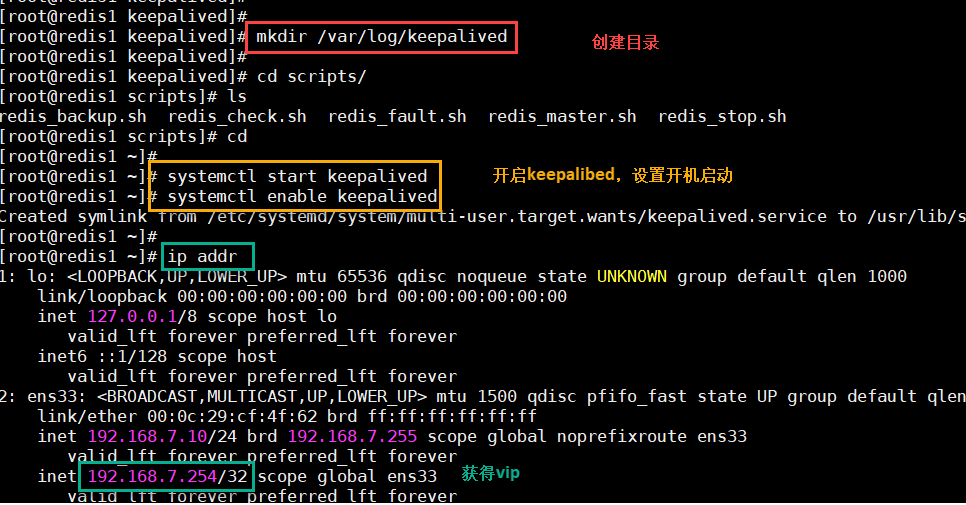 [root@redis1 keepalived]#
[root@redis1 keepalived]#
[root@redis1 keepalived]# mkdir /var/log/keepalived 创建目录
[root@redis1 keepalived]#
[root@redis1 keepalived]# cd scripts/
[root@redis1 scripts]# ls
redis_backup.sh redis_check.sh redis_fault.sh redis_master.sh redis_stop.sh
[root@redis1 scripts]# cd
[root@redis1 ~]#
[root@redis1 ~]# systemctl start keepalived 开启keepalibed，设置开机启动
[root@redis1 ~]# systemctl enable keepalived
Created symlink from /etc/systemd/system/multi-user.target.wants/keepalived.service to /usr/lib/s
[root@redis1 ~]#
[root@redis1 ~]# ip addr
1: lo: <LOOPBACK,UP,LOWER_UP> mtu 65536 qdisc noqueue state UNKNOWN group default qlen 1000
link/loopback 00:00:00:00:00:00 brd 00:00:00:00:00:00
inet 127.0.0.1/8 scope host lo
valid_lft forever preferred_lft forever
inet6 ::1/128 scope host
valid_lft forever preferred_lft forever
2: ens33: <BROADCAST,MULTICAST,UP,LOWER_UP> mtu 1500 qdisc pfifo_fast state UP group default qlen
link/ether 00:0c:29:cf:4f:62 brd ff:ff:ff:ff:ff:ff
inet 192.168.7.10/24 brd 192.168.7.255 scope global noprefixroute ens33
valid_lft forever preferred_lft forever
inet 192.168.7.254/32 scope global ens33 获得vip
valid_lft forever preferred_lft forever